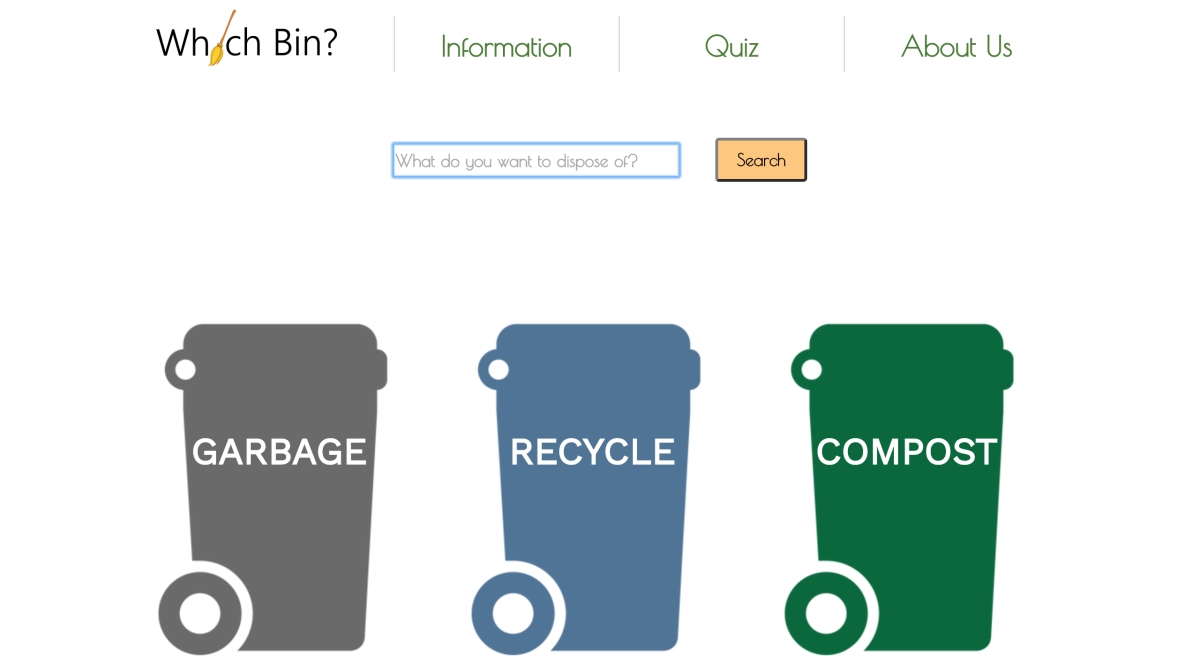 Which Bin?
Information
Quiz
About Us
What do you want to dispose of?
Search
GARBAGE
RECYCLE
COMPOST